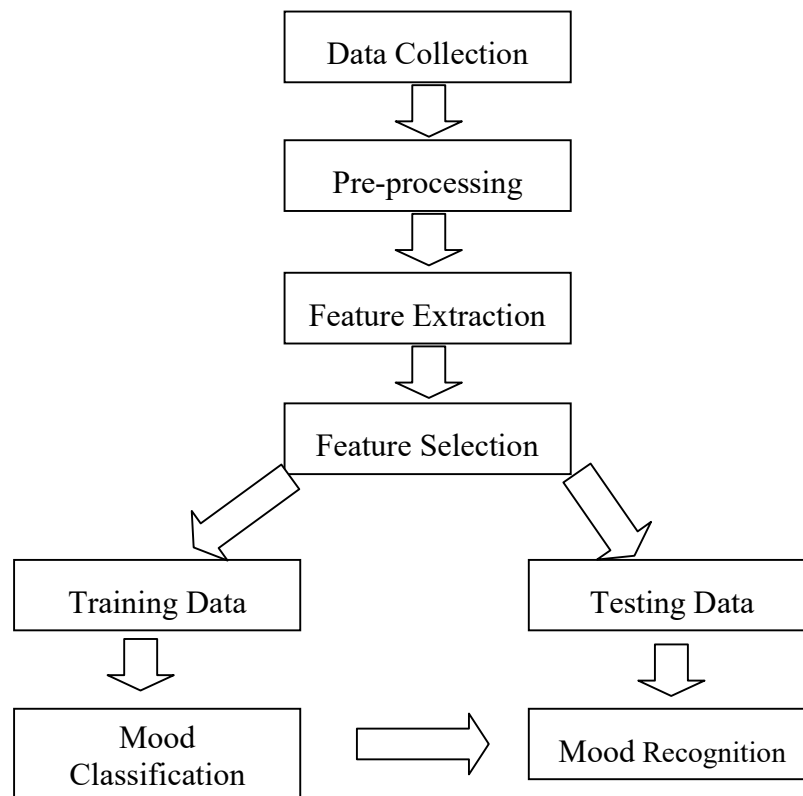 Data Collection
Pre-processing
Feature Extraction
Feature Selection
Training Data
Testing Data
Mood
Classification
Mood Recognition